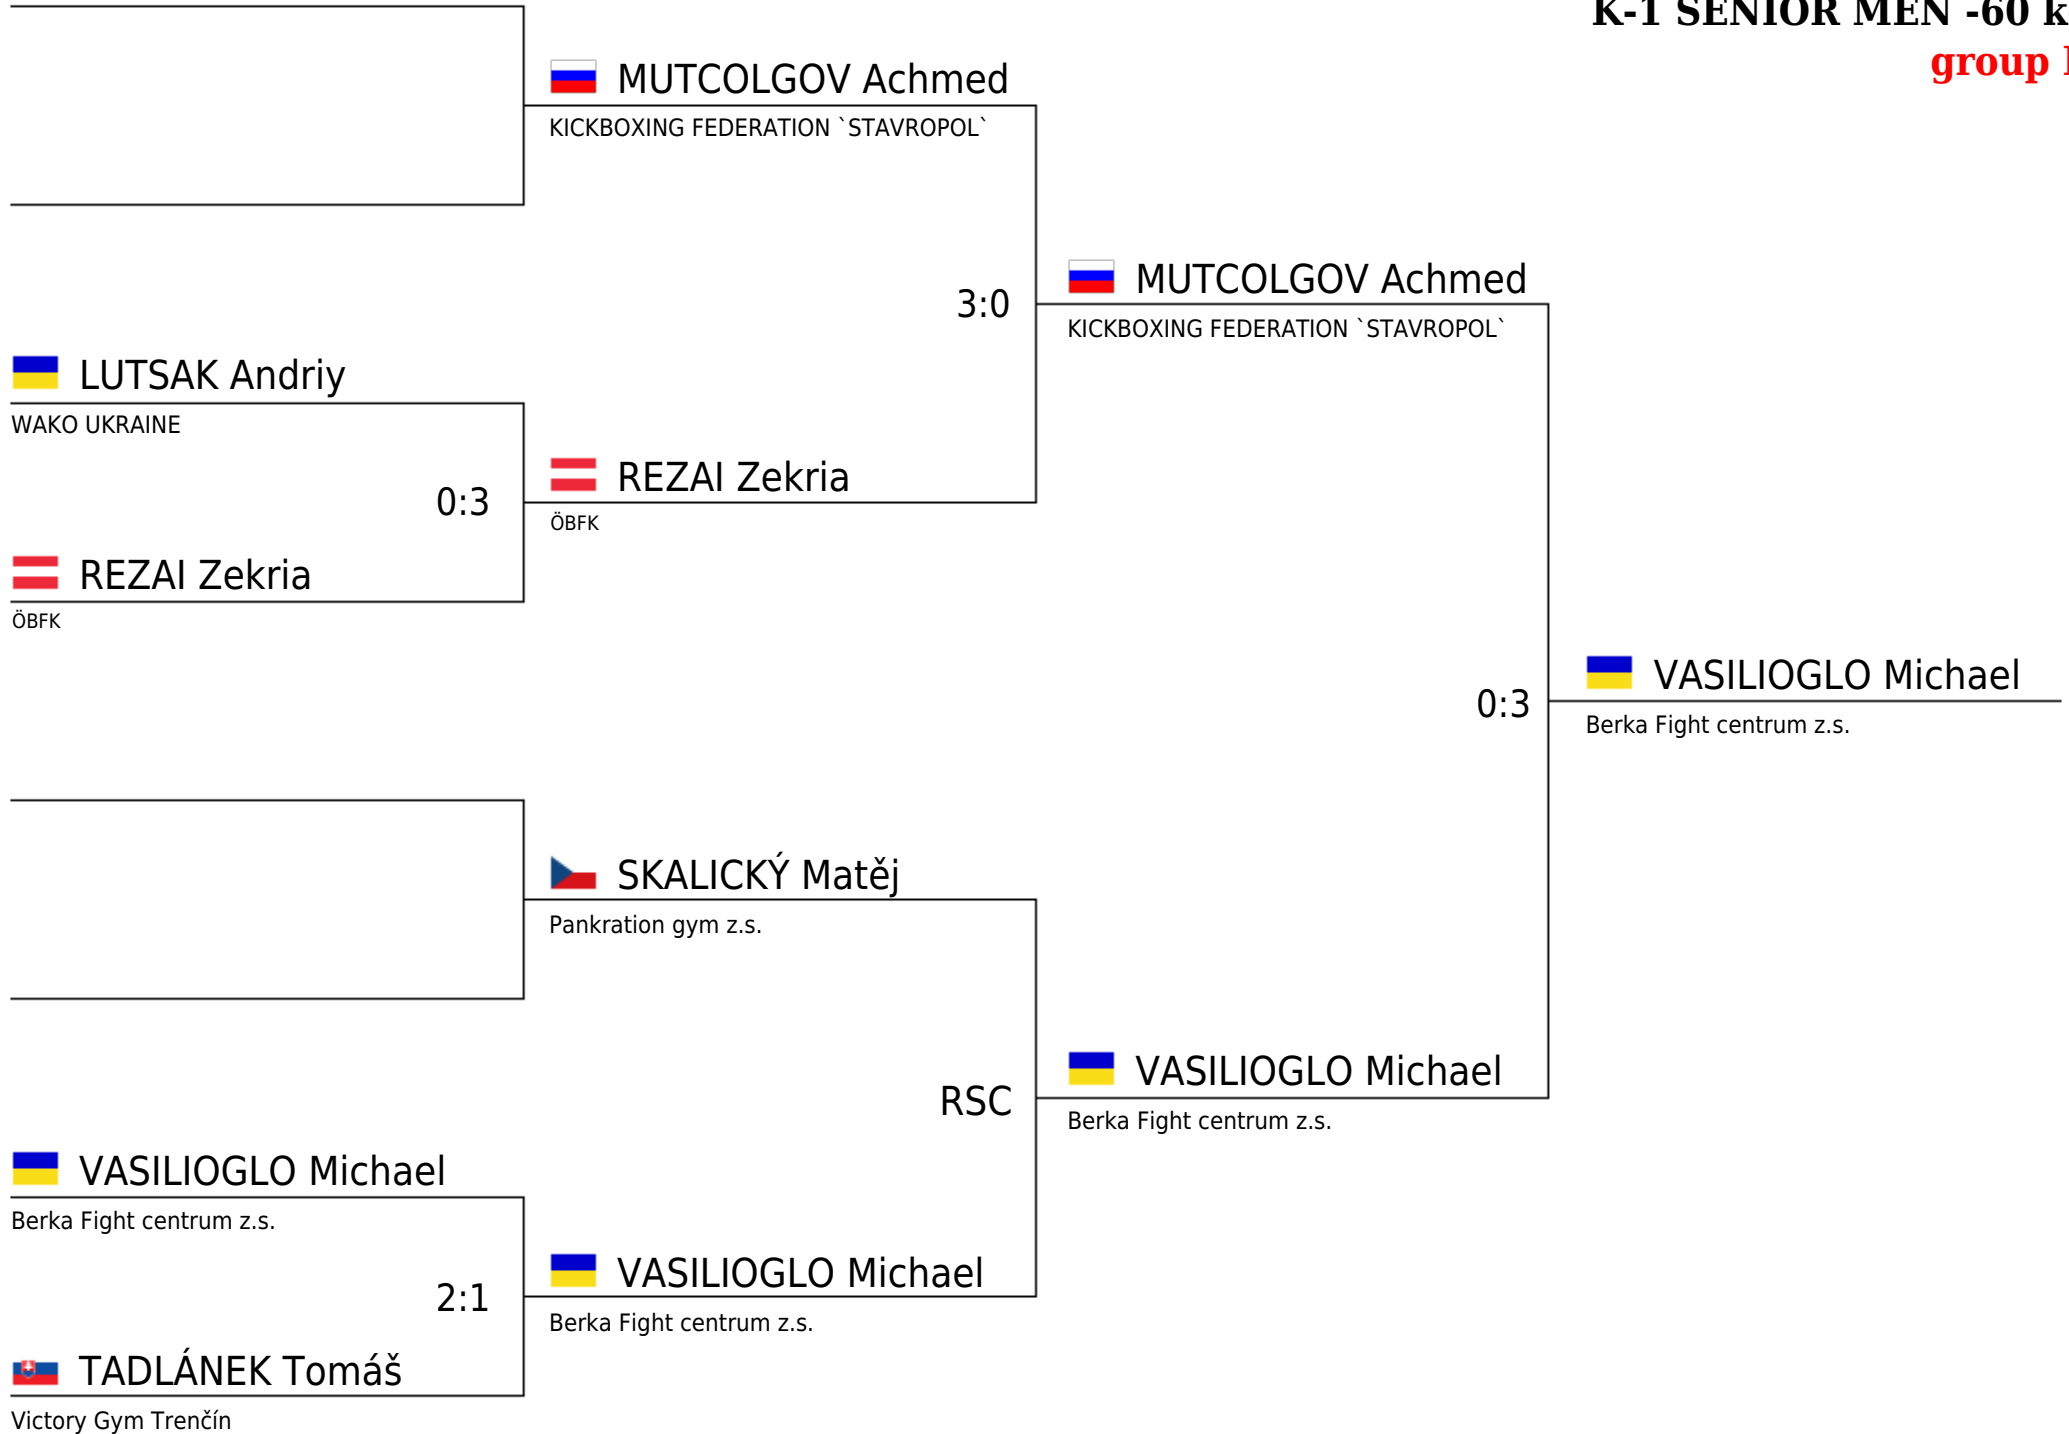 K-1 SENIOR MEN -60 k
group
MUTCOLGOV Achmed
KICKBOXING FEDERATION `STAVROPOL`
3:0
MUTCOLGOV Achmed
KICKBOXING FEDERATION `STAVROPOL`
LUTSAK Andriy
WAKO UKRAINE
0:3
REZAI Zekria
ÖBFK
REZAI Zekria
ÖBFK
0:3
VASILIOGLO Michael
Berka Fight centrum z.s.
SKALICKÝ Matěj
Pankration gym z.s.
RSC
VASILIOGLO Michael
Berka Fight centrum z.s.
VASILIOGLO Michael
Berka Fight centrum z.s.
2:1
VASILIOGLO Michael
Berka Fight centrum z.s.
TADLÁNEK Tomáš
Victory Gym Trenčín